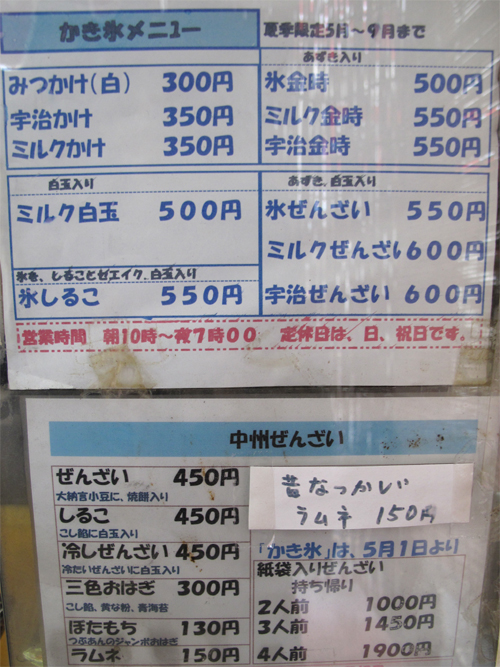 かき氷メニュー 夏季限定5月～9月まで
みつかけ(白) 300円
宇治かけ 350円
ミルクかけ 350円
あずき入り
氷金時 500円
ミルク金時 550円
宇治金時 550円
白玉入り
ミルク白玉 500円
氷を、しることゼエイク、白玉入り
氷しるこ 550円
あずき、白玉入り
氷ぜんざい 550円
ミルクぜんざい600円
宇治ぜんざい 600円
営業時間 朝10時～夜7時00 定休日は、日、祝日です。
中州ぜんざい
ぜんざい 450円
大納言小豆に、焼餅入り
しるこ 450円
こし餡に白玉入り
冷しぜんざい 450円
冷たいぜんざいに白玉入り
三色おはぎ 300円
こし餡、黄な粉、青海苔
ぼたもち 130円
つぶあんのジャンボおはぎ
ラムネ 150円
昔なつかしい
ラムネ 150円
「かき氷」は、5月1日より
紙袋入りぜんざい
持ち帰り
2人前 1000円
3人前 1450円
4人前 1900円